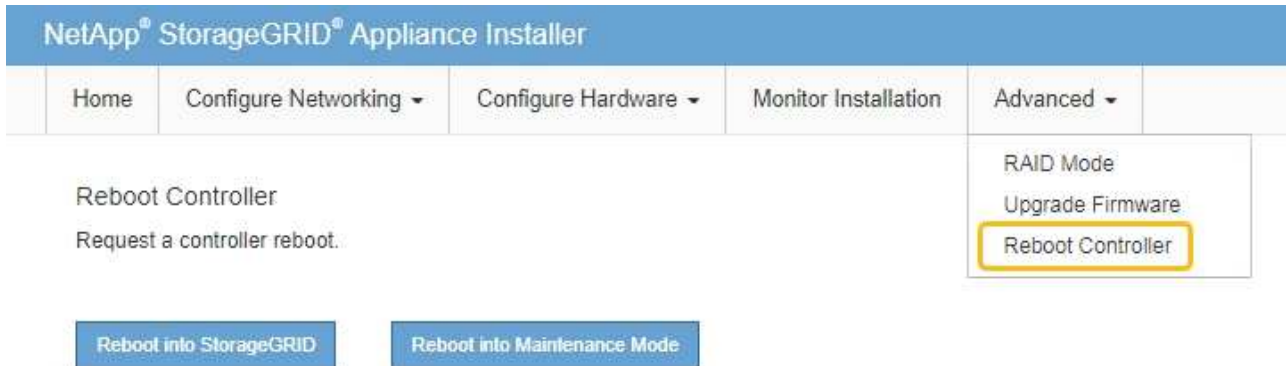 NetApp® StorageGRID® Appliance Installer
Home Configure Networking Configure Hardware Monitor Installation Advanced
RAID Mode
Upgrade Firmware
Reboot Controller
Reboot Controller
Request a controller reboot.
Reboot into StorageGRID Reboot into Maintenance Mode